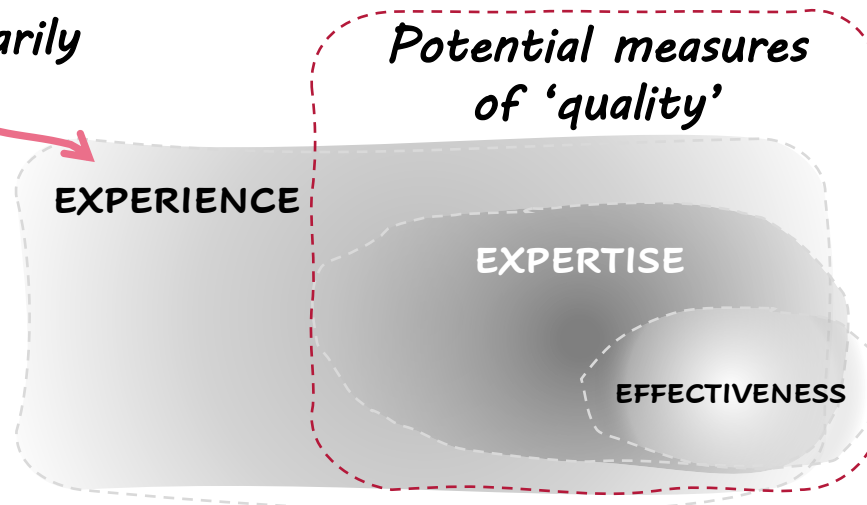 arily
Potential measures
of ‘quality’
EXPERIENCE
EXPERTISE
EFFECTIVENESS